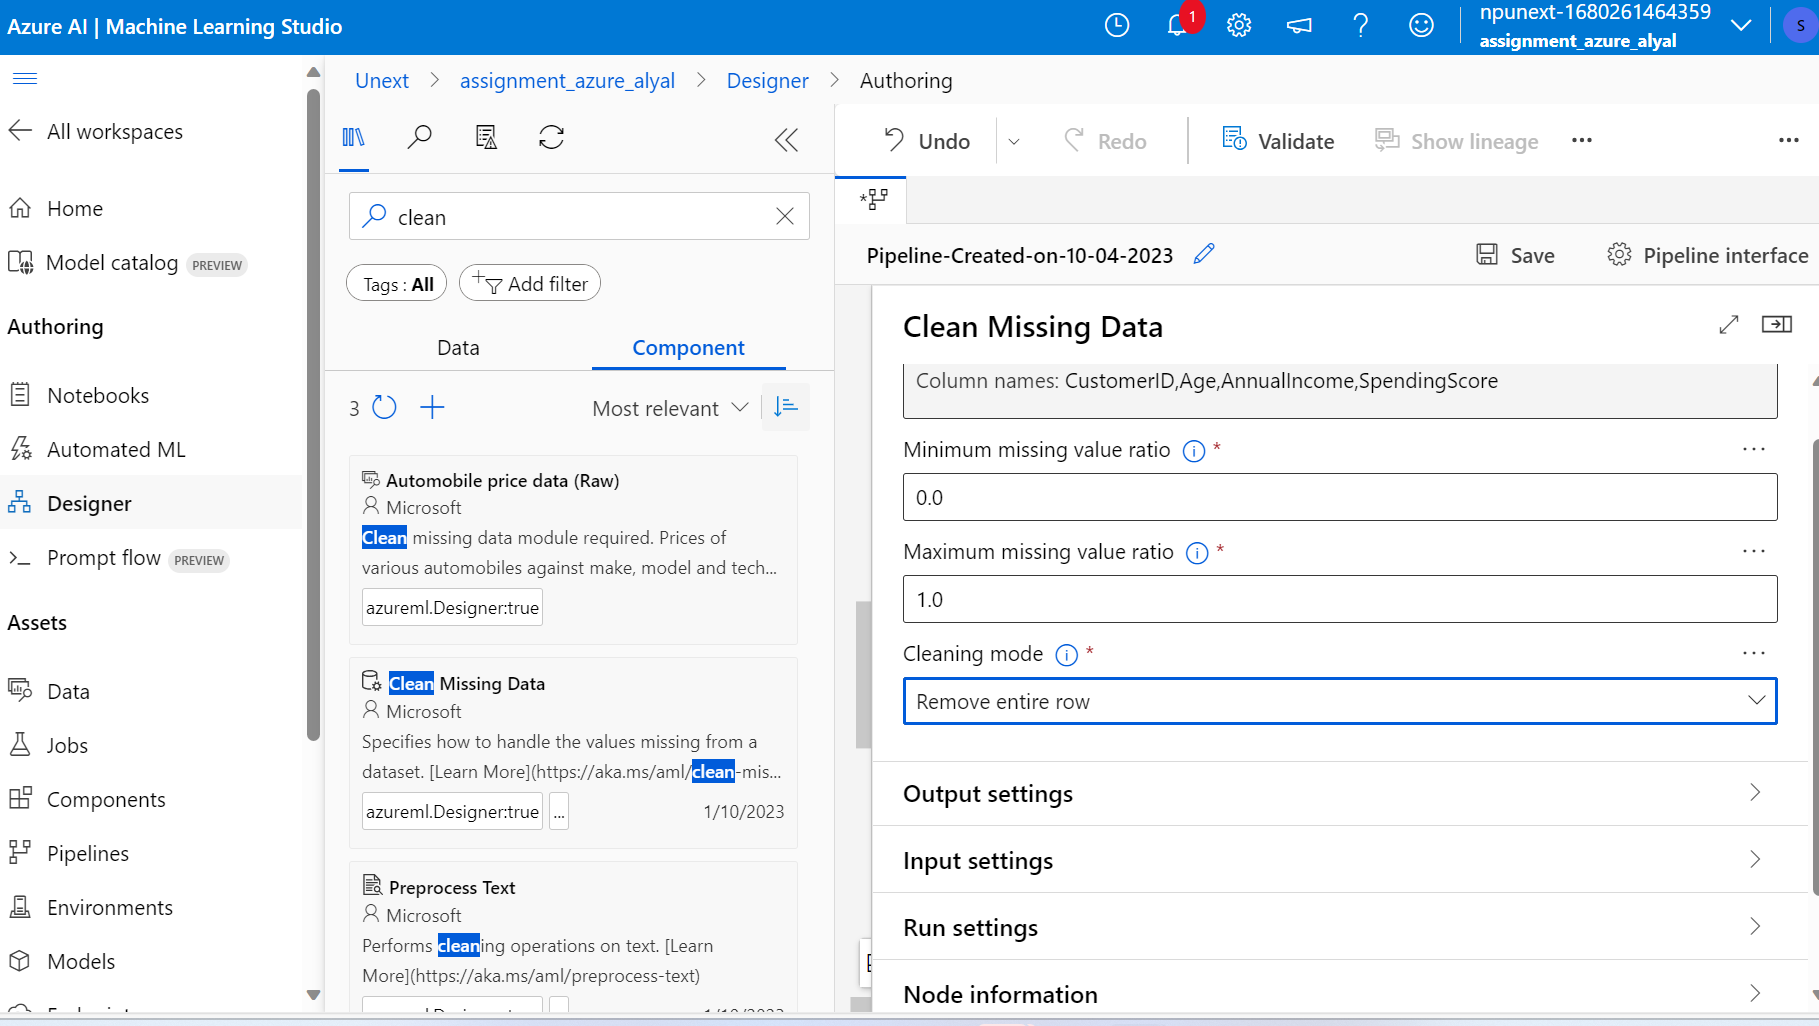 Azure AI | Machine Learning Studio
1
npunext-1680261464359
assignment_azure_alyal
S
All workspaces
Home
Model catalog PREVIEW
Authoring
Notebooks
Automated ML
Designer
Prompt flow PREVIEW
Assets
Data
Jobs
Components
Pipelines
Environments
Models
Unext > assignment_azure_alyal > Designer > Authoring
clean
Tags : All
Add filter
Data
Component
3
Most relevant
Automobile price data (Raw)
Microsoft
Clean missing data module required. Prices of
various automobiles against make, model and tech...
azureml.Designer:true
Clean Missing Data
Microsoft
Specifies how to handle the values missing from a
dataset. [Learn More](https://aka.ms/aml/clean-mis...
azureml.Designer:true ... 1/10/2023
Preprocess Text
Microsoft
Performs cleaning operations on text. [Learn
More](https://aka.ms/aml/preprocess-text)
Undo
Redo
Validate
Show lineage
Pipeline-Created-on-10-04-2023
Save
Pipeline interface
Clean Missing Data
Column names: CustomerID,Age,AnnualIncome,SpendingScore
Minimum missing value ratio *
0.0
Maximum missing value ratio *
1.0
Cleaning mode *
Remove entire row
Output settings
Input settings
Run settings
Node information